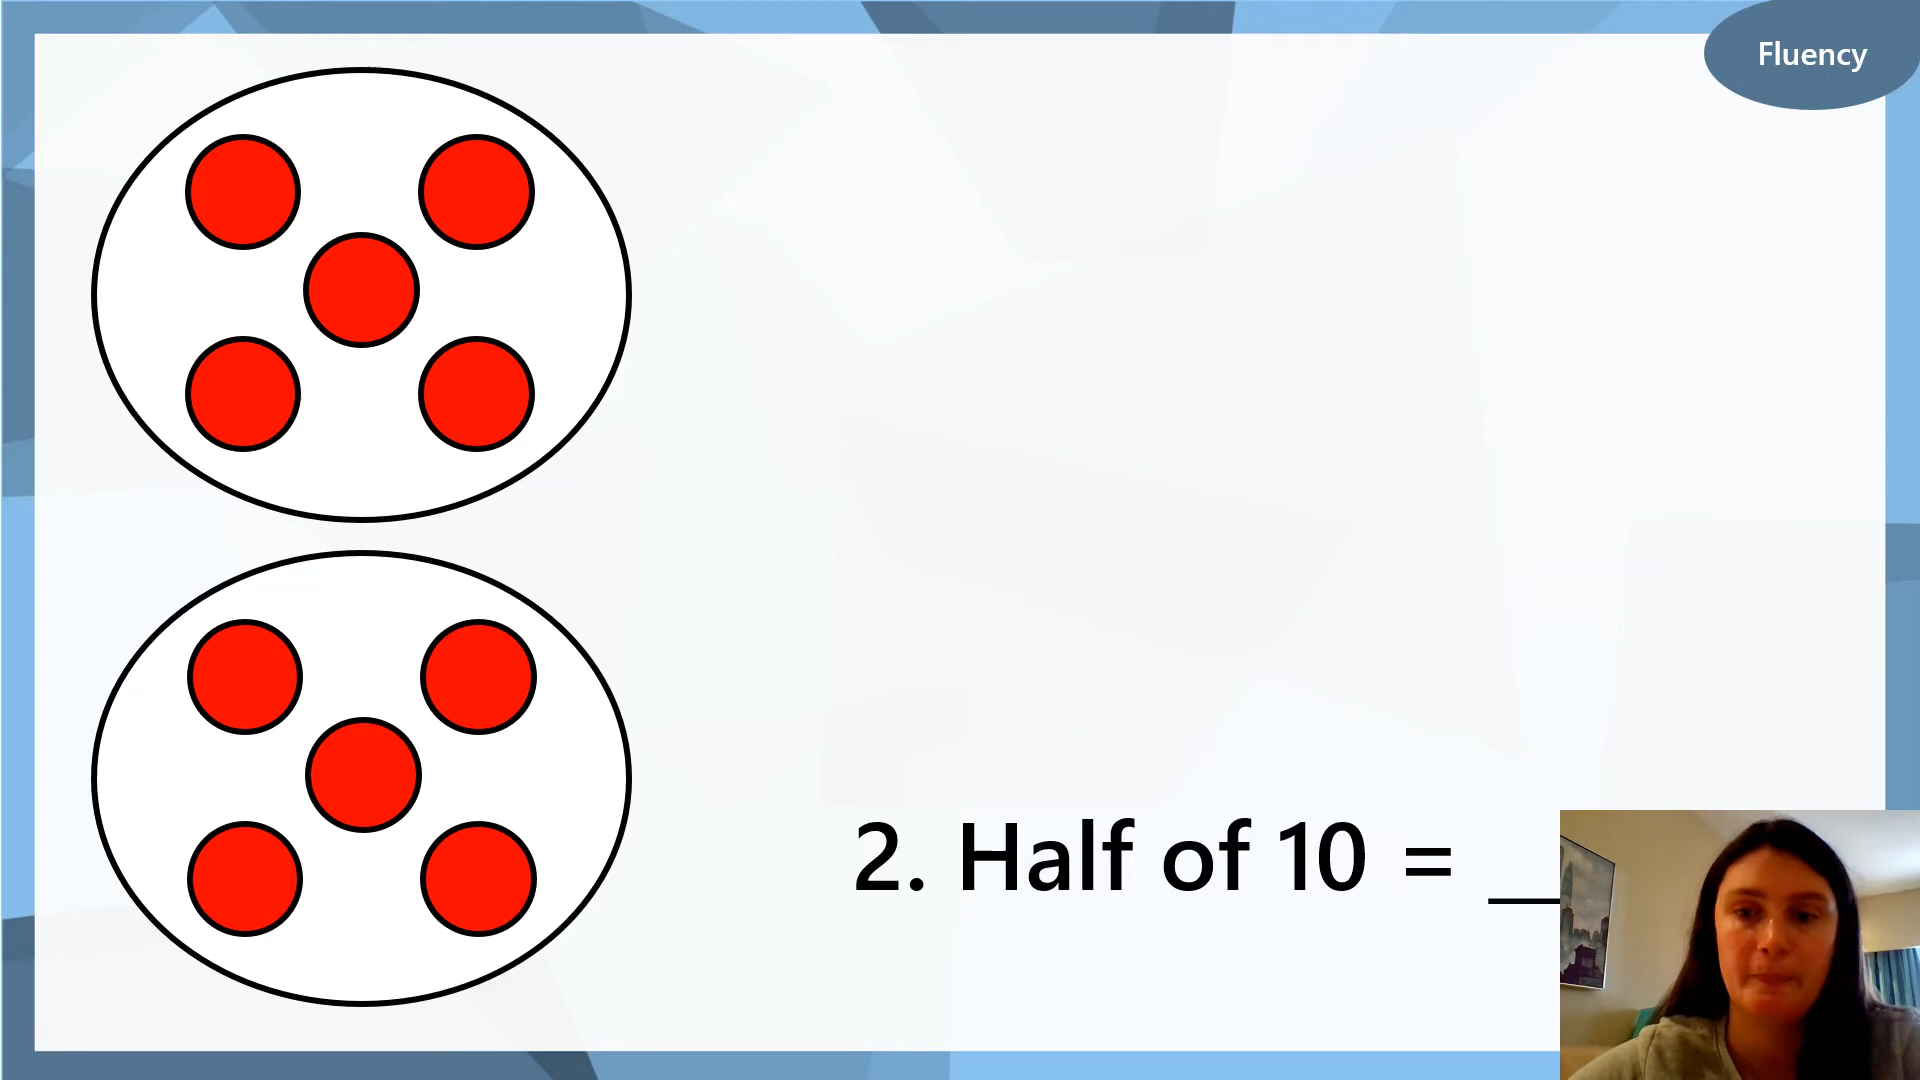 Fluency
2. Half of 10 = __